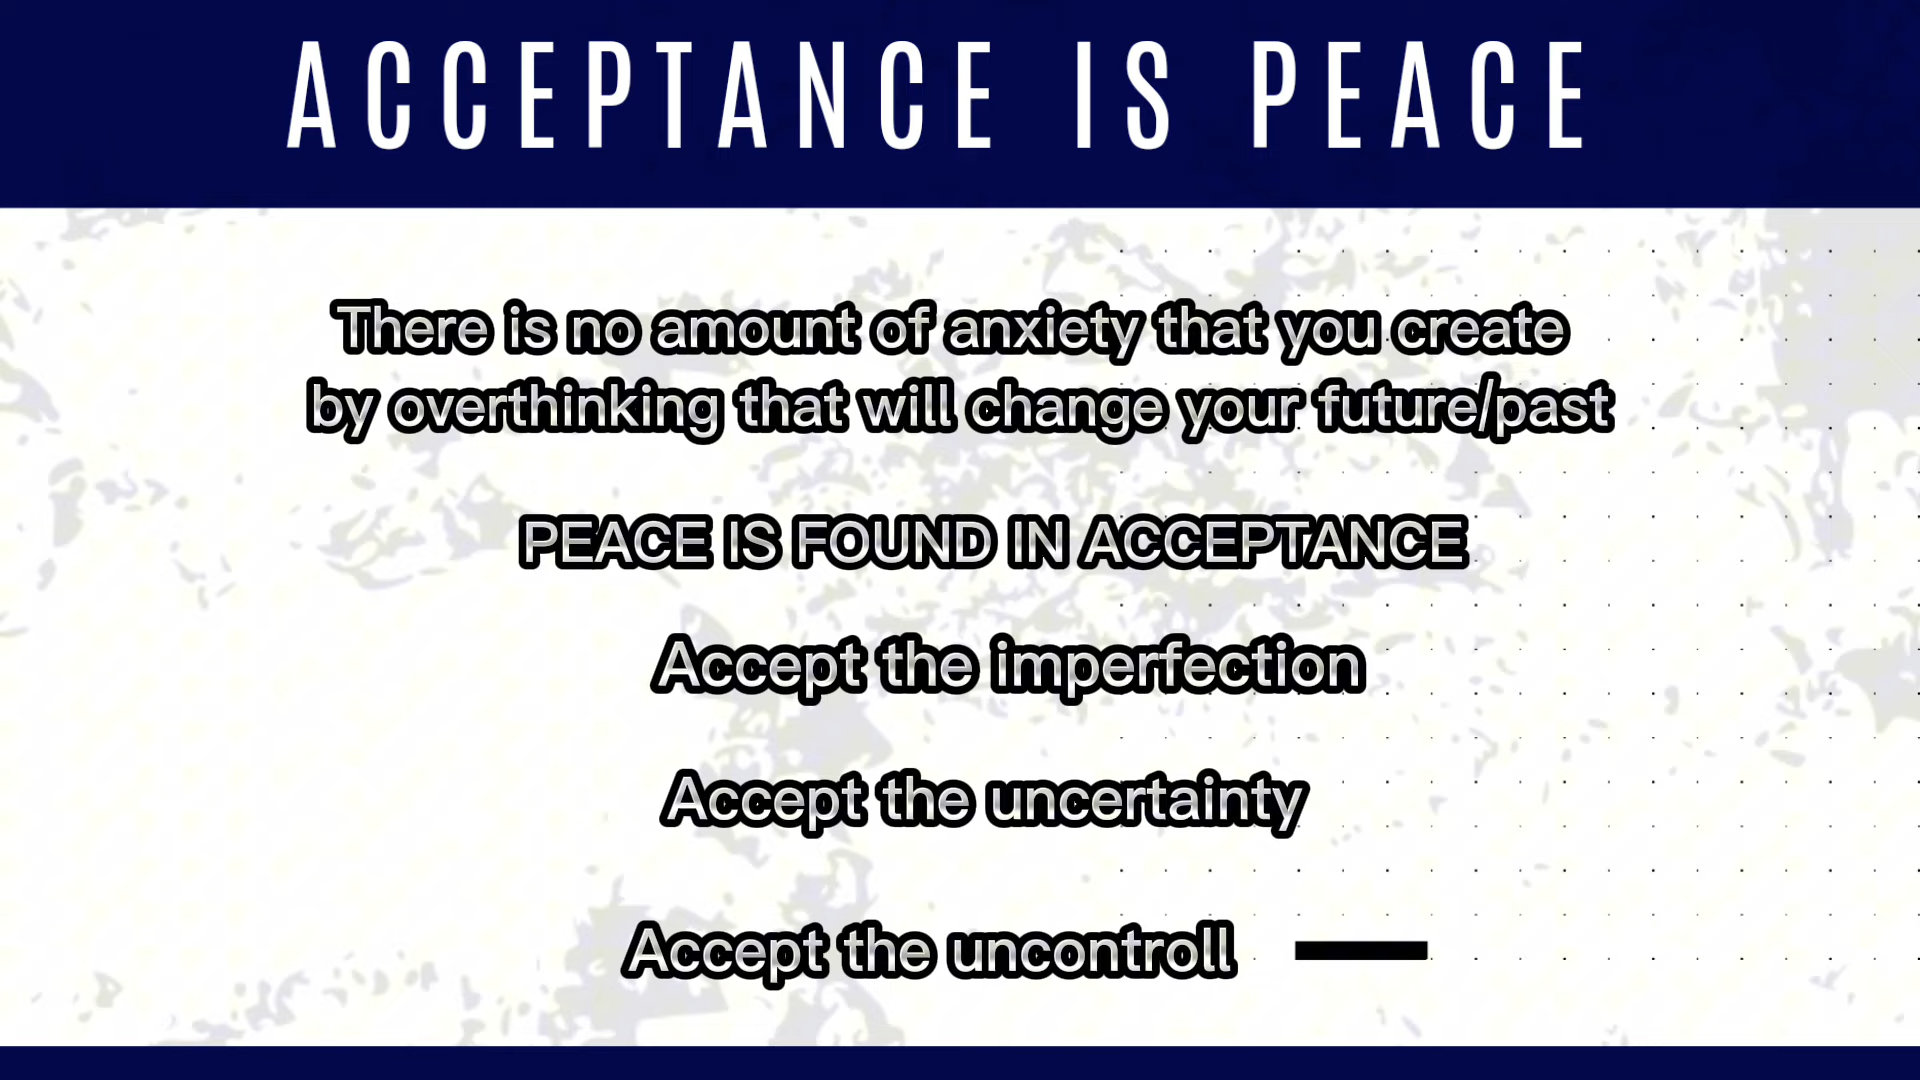 ACCEPTANCE IS PEACE
There is no amount of anxiety that you create
by overthinking that will change your future/past
PEACE IS FOUND IN ACCEPTANCE
Accept the imperfection
Accept the uncertainty
Accept the uncontroll